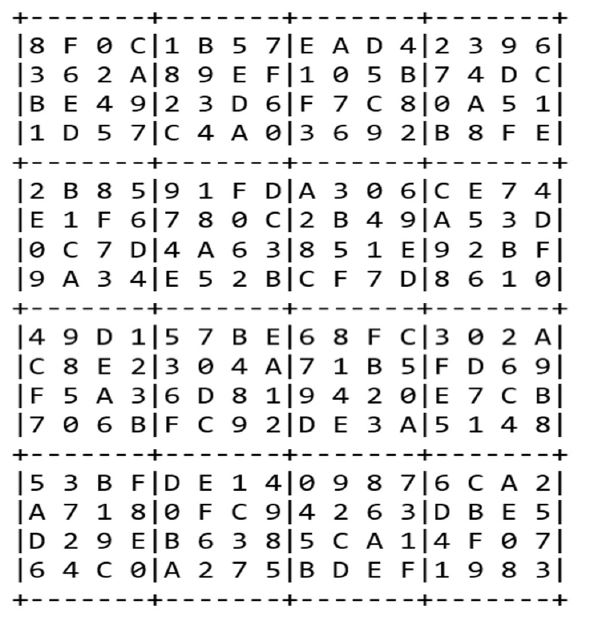 +-------+-------+-------+-------+
|8 F 0 C|1 B 5 7|E A D 4|2 3 9 6|
|3 6 2 A|8 9 E F|1 0 5 B|7 4 D C|
|B E 4 9|2 3 D 6|F 7 C 8|0 A 5 1|
|1 D 5 7|C 4 A 0|3 6 9 2|B 8 F E|
+-------+-------+-------+-------+
|2 B 8 5|9 1 F D|A 3 0 6|C E 7 4|
|E 1 F 6|7 8 0 C|2 B 4 9|A 5 3 D|
|0 C 7 D|4 A 6 3|8 5 1 E|9 2 B F|
|9 A 3 4|E 5 2 B|C F 7 D|8 6 1 0|
+-------+-------+-------+-------+
|4 9 D 1|5 7 B E|6 8 F C|3 0 2 A|
|C 8 E 2|3 0 4 A|7 1 B 5|F D 6 9|
|F 5 A 3|6 D 8 1|9 4 2 0|E 7 C B|
|7 0 6 B|F C 9 2|D E 3 A|5 1 4 8|
+-------+-------+-------+-------+
|5 3 B F|D E 1 4|0 9 8 7|6 C A 2|
|A 7 1 8|0 F C 9|4 2 6 3|D B E 5|
|D 2 9 E|B 6 3 8|5 C A 1|4 F 0 7|
|6 4 C 0|A 2 7 5|B D E F|1 9 8 3|
+-------+-------+-------+-------+